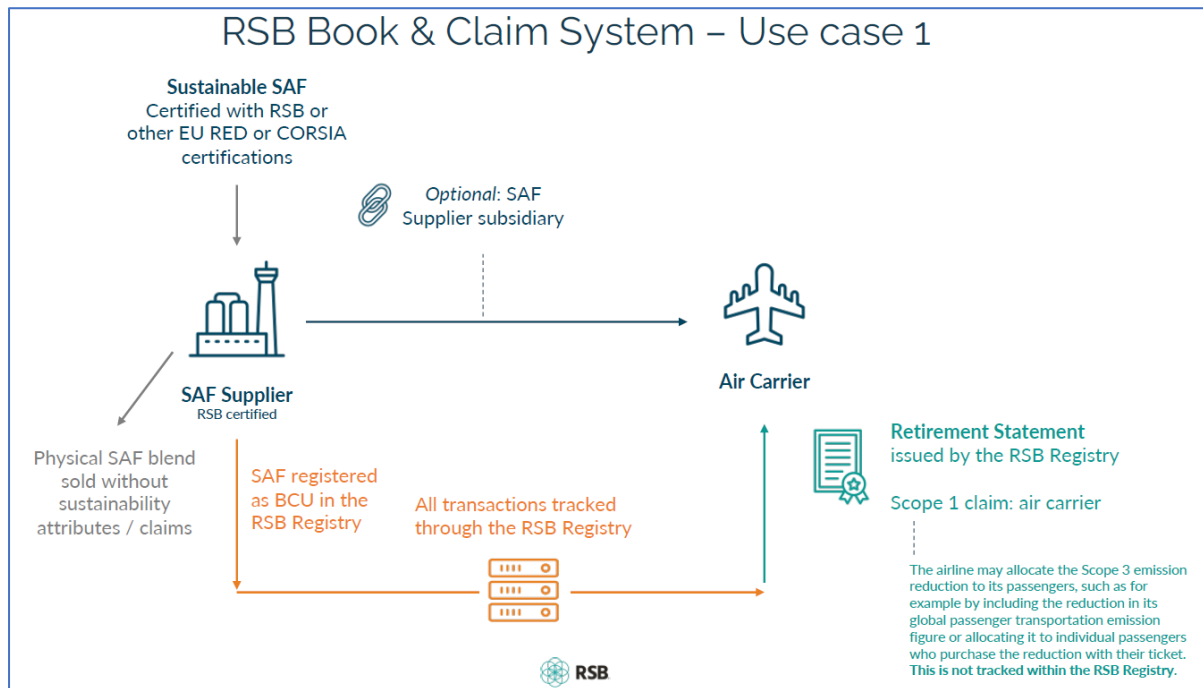 RSB Book & Claim System – Use case 1
Sustainable SAF
Certified with RSB or
other EU RED or CORSIA
certifications
Optional: SAF
Supplier subsidiary
SAF Supplier
RSB certified
Air Carrier
Physical SAF blend
sold without
sustainability
attributes / claims
SAF registered
as BCU in the
RSB Registry
All transactions tracked
through the RSB Registry
Retirement Statement
issued by the RSB Registry
Scope 1 claim: air carrier
The airline may allocate the Scope 3 emission
reduction to its passengers, such as for
example by including the reduction in its
global passenger transportation emission
figure or allocating it to individual passengers
who purchase the reduction with their ticket.
This is not tracked within the RSB Registry.
RSB